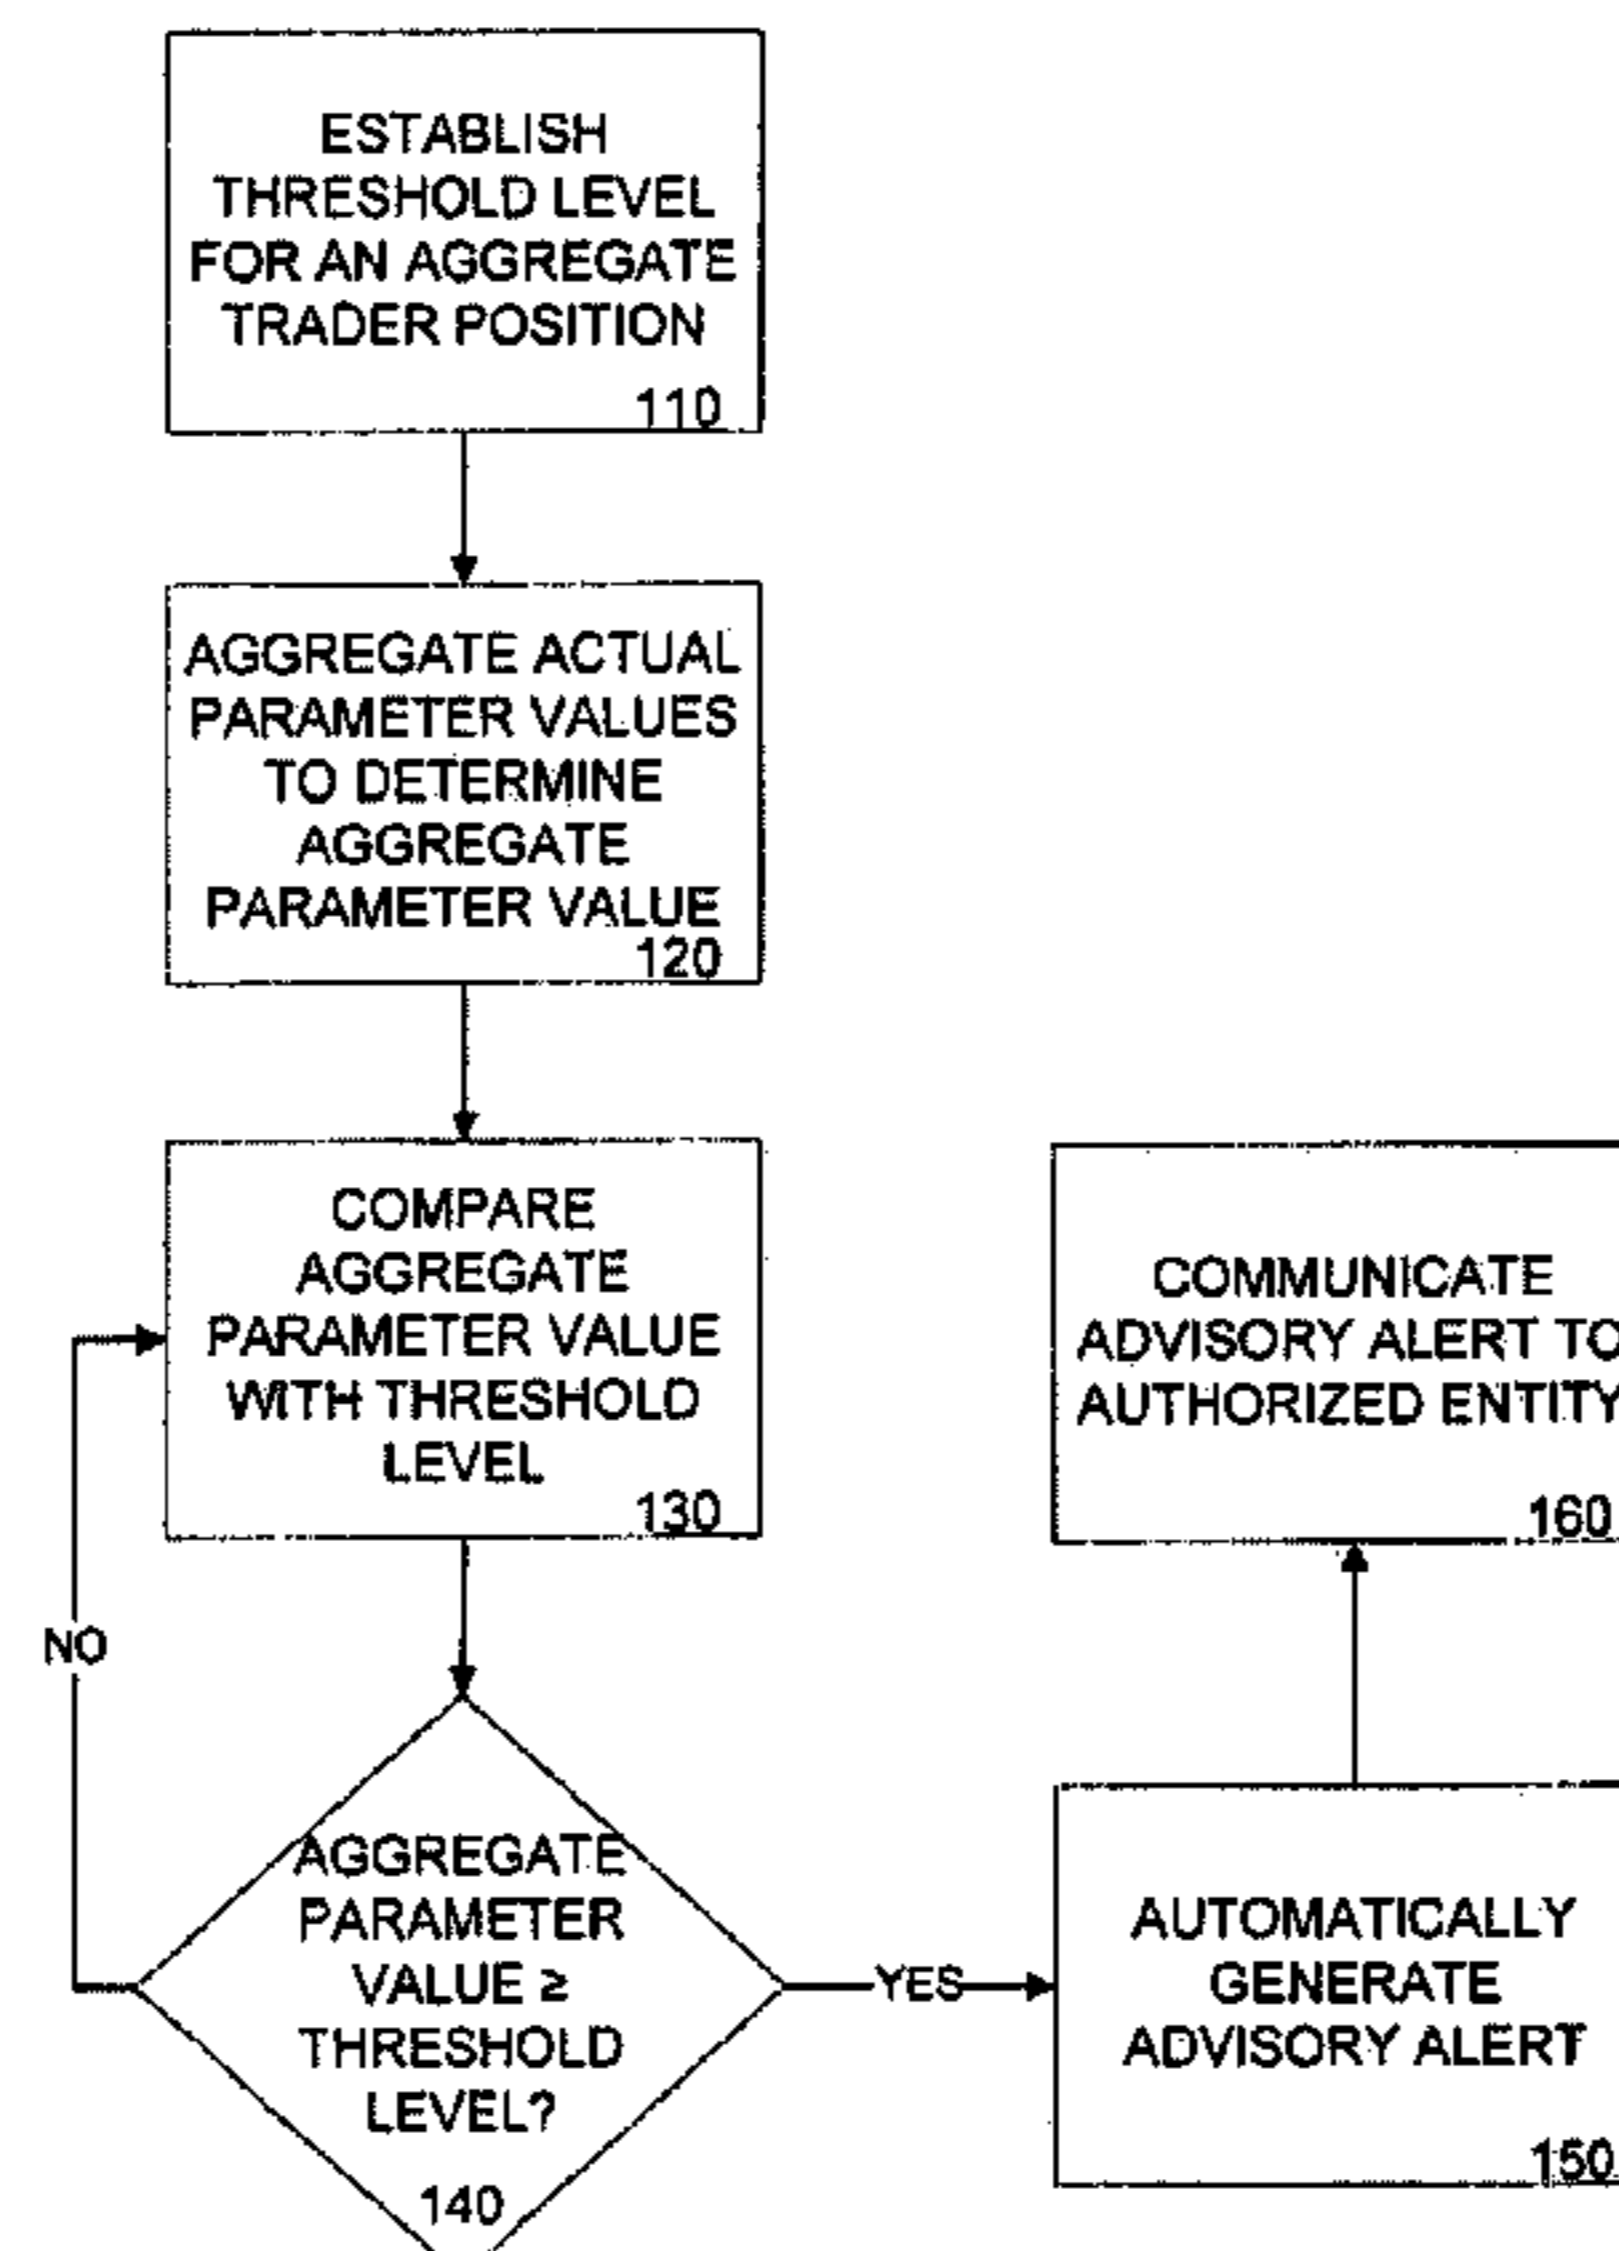 ESTABLISH
THRESHOLD LEVEL
FOR AN AGGREGATE
TRADER POSITION
110
AGGREGATE ACTUAL
PARAMETER VALUES
TO DETERMINE
AGGREGATE
PARAMETER VALUE
120
COMPARE
AGGREGATE
PARAMETER VALUE
WITH THRESHOLD
LEVEL
130
NO
AGGREGATE
PARAMETER
VALUE ≥
THRESHOLD
LEVEL?
140
YES
AUTOMATICALLY
GENERATE
ADVISORY ALERT
150
COMMUNICATE
ADVISORY ALERT TO
AUTHORIZED ENTITY
160